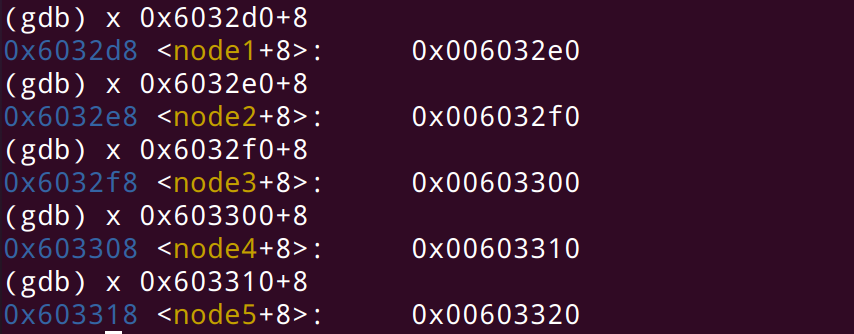 (gdb) x 0x6032d0+8
0x6032d8 <node1+8>:     0x006032e0
(gdb) x 0x6032e0+8
0x6032e8 <node2+8>:     0x006032f0
(gdb) x 0x6032f0+8
0x6032f8 <node3+8>:     0x00603300
(gdb) x 0x603300+8
0x603308 <node4+8>:     0x00603310
(gdb) x 0x603310+8
0x603318 <node5+8>:     0x00603320